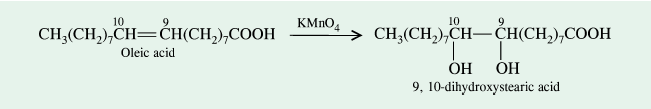 10 9 KMnO₄ 10 9
CH₃(CH₂)₇CH=CH(CH₂)₇COOH ⟶ CH₃(CH₂)₇CH—CH(CH₂)₇COOH
Oleic acid
OH OH
9, 10-dihydroxystearic acid